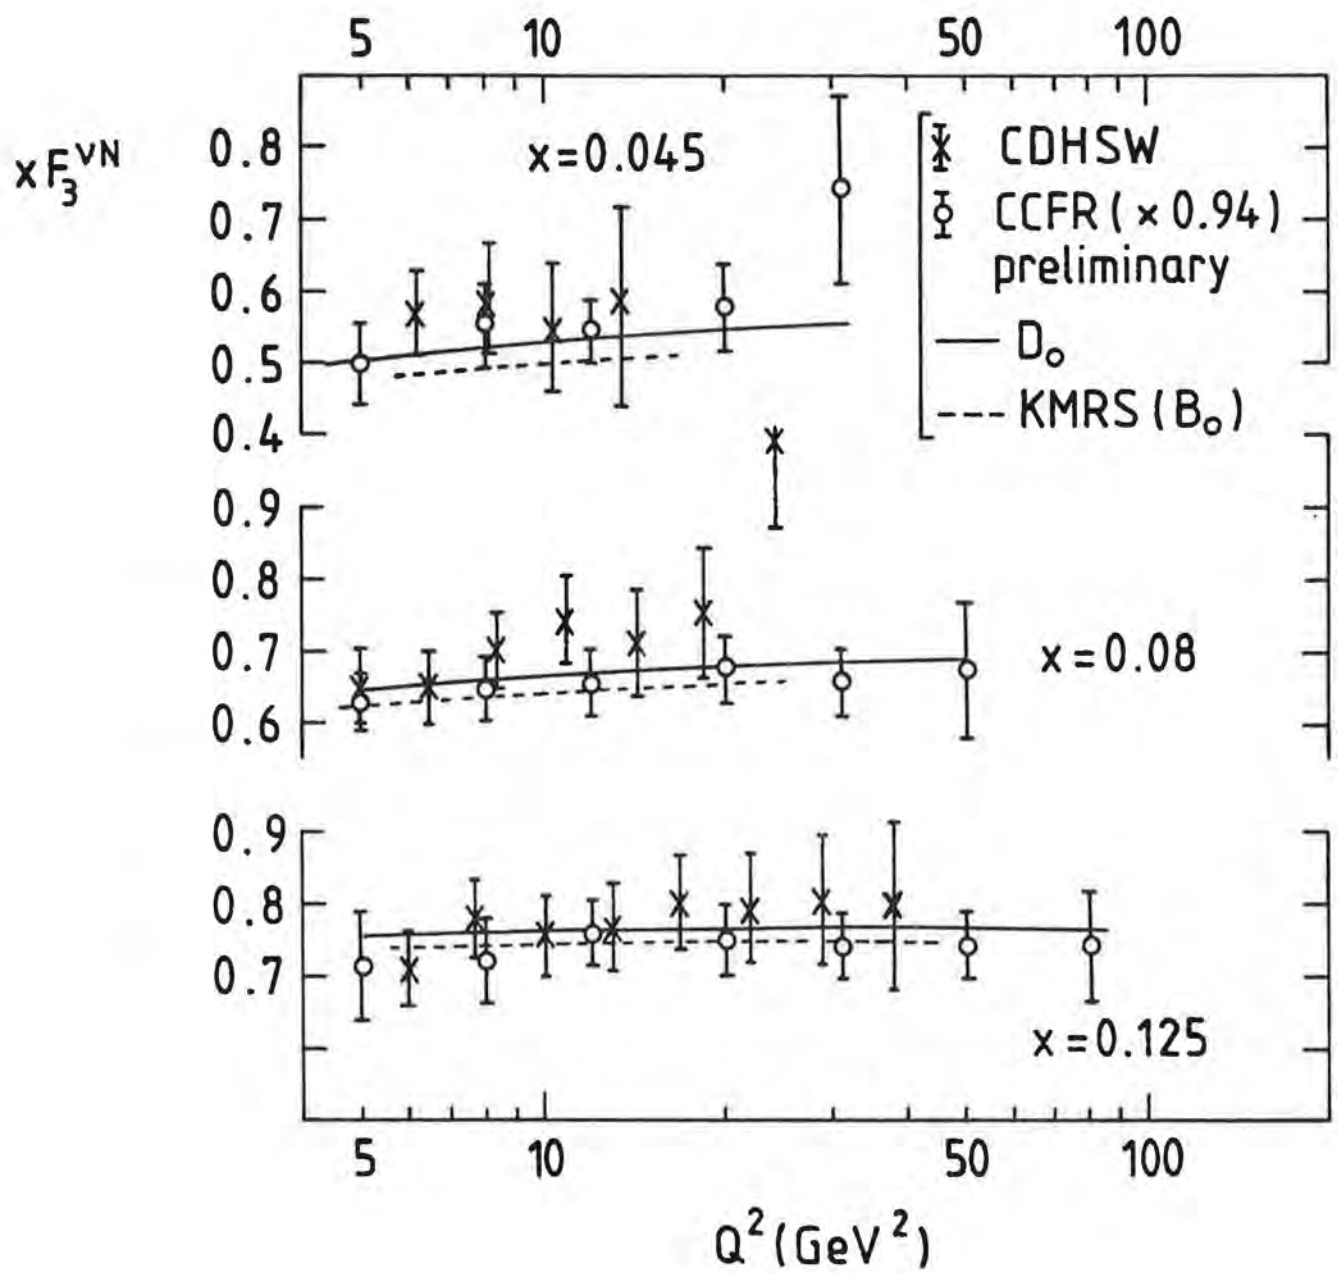 5 10 50 100
xF₃^νN
0.8
0.7
0.6
0.5
0.4
x=0.045
CDHSW
CCFR (× 0.94)
preliminary
D₀
KMRS (B₀)
0.9
0.8
0.7
0.6
x=0.08
0.9
0.8
0.7
x=0.125
5 10 50 100
Q² (GeV²)